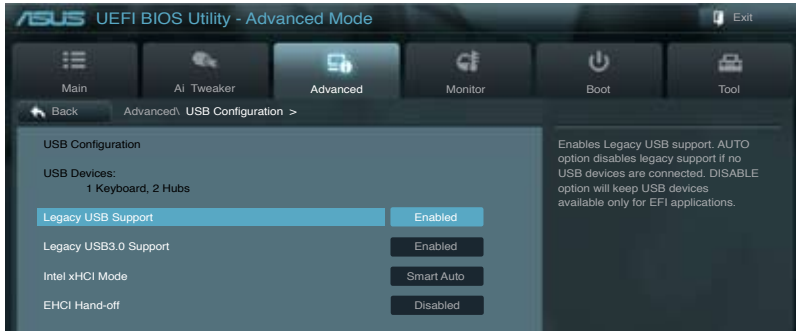 ASUS UEFI BIOS Utility - Advanced Mode
Exit
Main
Ai Tweaker
Advanced
Monitor
Boot
Tool
Back
Advanced\ USB Configuration >
USB Configuration
USB Devices:
1 Keyboard, 2 Hubs
Legacy USB Support Enabled
Legacy USB3.0 Support Enabled
Intel xHCI Mode Smart Auto
EHCI Hand-off Disabled
Enables Legacy USB support. AUTO
option disables legacy support if no
USB devices are connected. DISABLE
option will keep USB devices
available only for EFI applications.